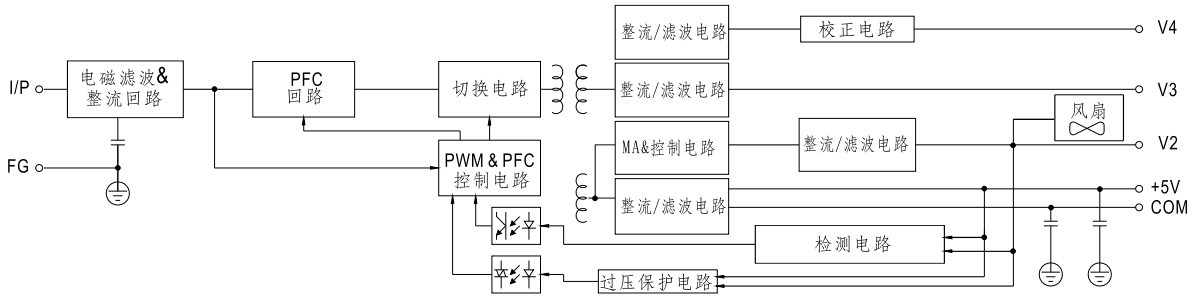 整流/滤波电路
校正电路
V4
I/P
电磁滤波&
整流回路
PFC
回路
切换电路
整流/滤波电路
V3
风扇
FG
PWM & PFC
控制电路
MA&控制电路
整流/滤波电路
V2
整流/滤波电路
+5V
COM
检测电路
过压保护电路